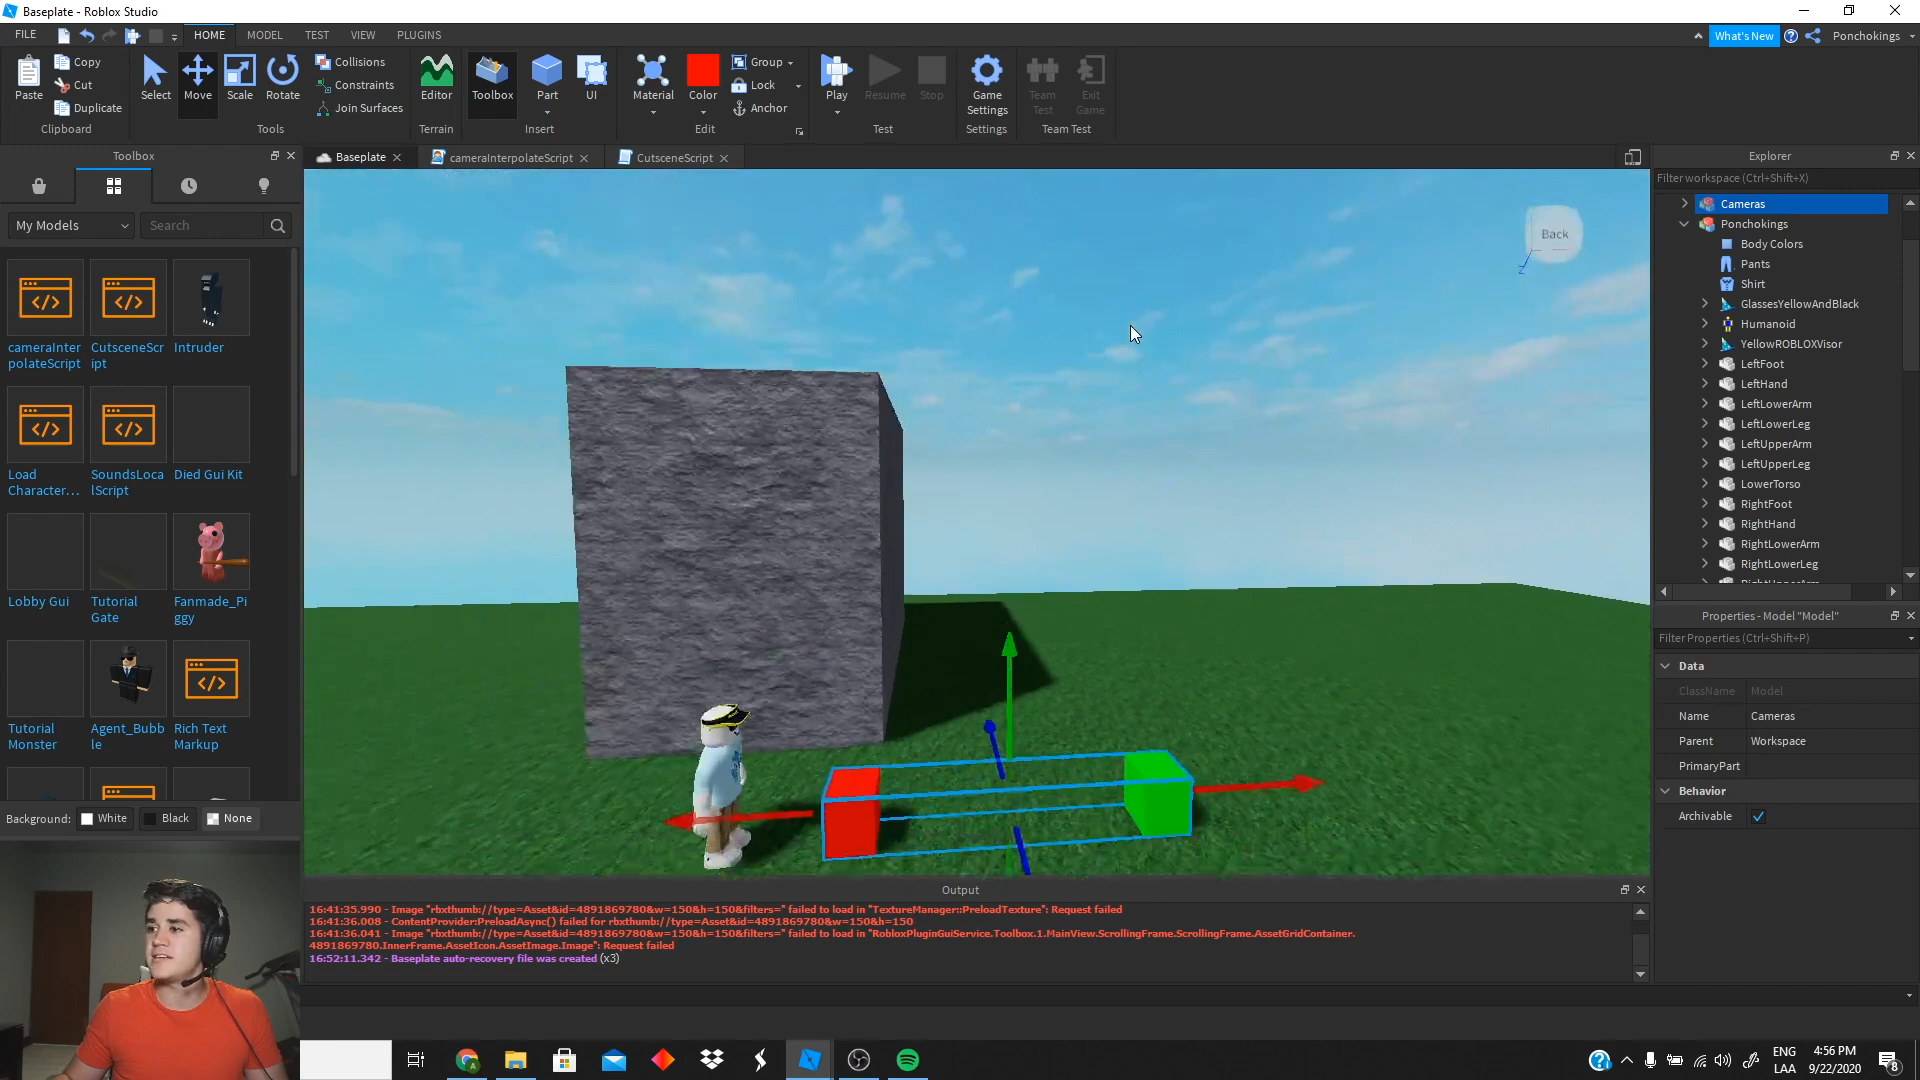 Baseplate - Roblox Studio
FILE HOME MODEL TEST VIEW PLUGINS What's New Ponchokings
Paste Copy Cut Duplicate
Select Move Scale Rotate
Collisions Constraints Join Surfaces
Editor Toolbox Part UI
Material Color Group Lock Anchor
Play Resume Stop
Game Settings Team Test Exit Game
Clipboard Tools Terrain Insert Edit Test Settings Team Test
Toolbox
Baseplate cameraInterpolateScript CutsceneScript
My Models Search
cameraInter
polateScript
CutsceneScr
ipt
Intruder
Load
Character...
SoundsLoca
lScript
Died Gui Kit
Lobby Gui
Tutorial
Gate
Fanmade_Pi
ggy
Tutorial
Monster
Agent_Bubb
le
Rich Text
Markup
Background: White Black None
Back
Z
Explorer
Filter workspace (Ctrl+Shift+X)
Cameras
Ponchokings
Body Colors
Pants
Shirt
GlassesYellowAndBlack
Humanoid
YellowROBLOXVisor
LeftFoot
LeftHand
LeftLowerArm
LeftLowerLeg
LeftUpperArm
LeftUpperLeg
LowerTorso
RightFoot
RightHand
RightLowerArm
RightLowerLeg
RightUpperArm
Properties - Model "Model"
Filter Properties (Ctrl+Shift+P)
Data
ClassName Model
Name Cameras
Parent Workspace
PrimaryPart
Behavior
Archivable
Output
16:41:35.990 - Image "rbxthumb://type=Asset&id=4891869780&w=150&h=150&filters=" failed to load in "TextureManager::PreloadTexture": Request failed
16:41:36.008 - ContentProvider:PreloadAsync() failed for rbxthumb://type=Asset&id=4891869780&w=150&h=150
16:41:36.041 - Image "rbxthumb://type=Asset&id=4891869780&w=150&h=150&filters=" failed to load in "RobloxPluginGuiService.Toolbox.1.MainView.ScrollingFrame.ScrollingFrame.AssetGridContainer.
4891869780.InnerFrame.AssetIcon.AssetImage.Image": Request failed
16:52:11.342 - Baseplate auto-recovery file was created (x3)
ENG
LAA
4:56 PM
9/22/2020
8